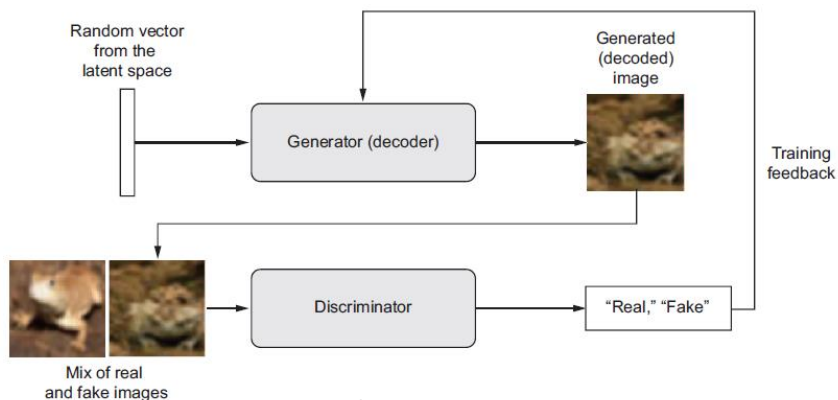 Random vector
from the
latent space
Generator (decoder)
Generated
(decoded)
image
Training
feedback
Discriminator
“Real,” “Fake”
Mix of real
and fake images